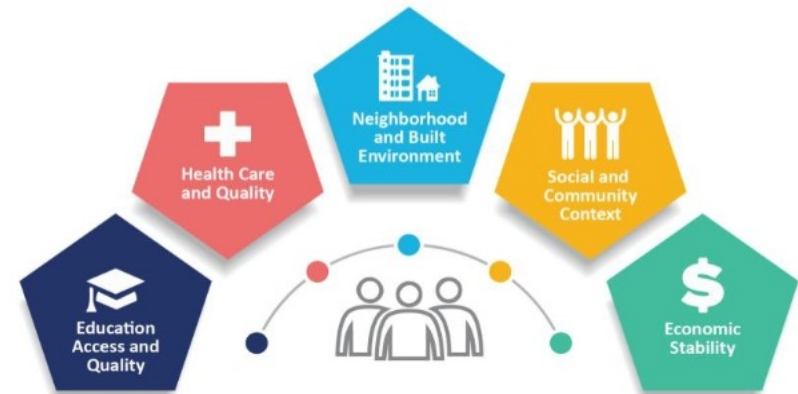 Education
Access and
Quality
Health Care
and Quality
Neighborhood
and Built
Environment
Social and
Community
Context
$
Economic
Stability